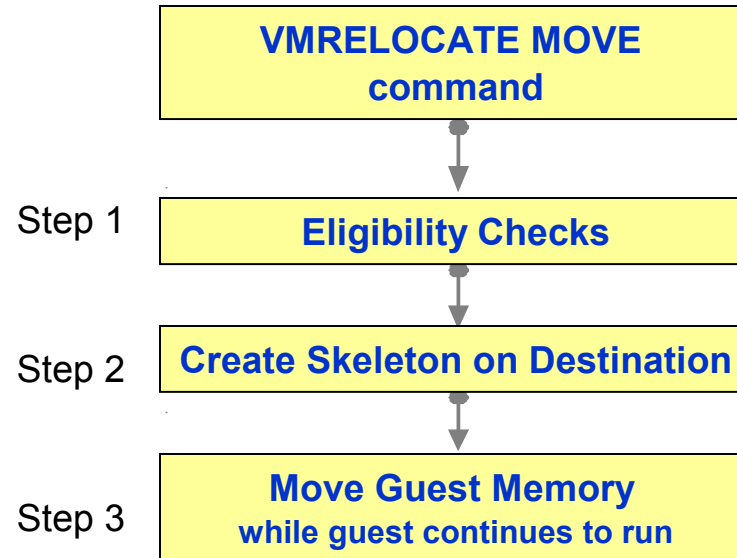 VMRELOCATE MOVE
command
Step 1
Eligibility Checks
Step 2
Create Skeleton on Destination
Step 3
Move Guest Memory
while guest continues to run